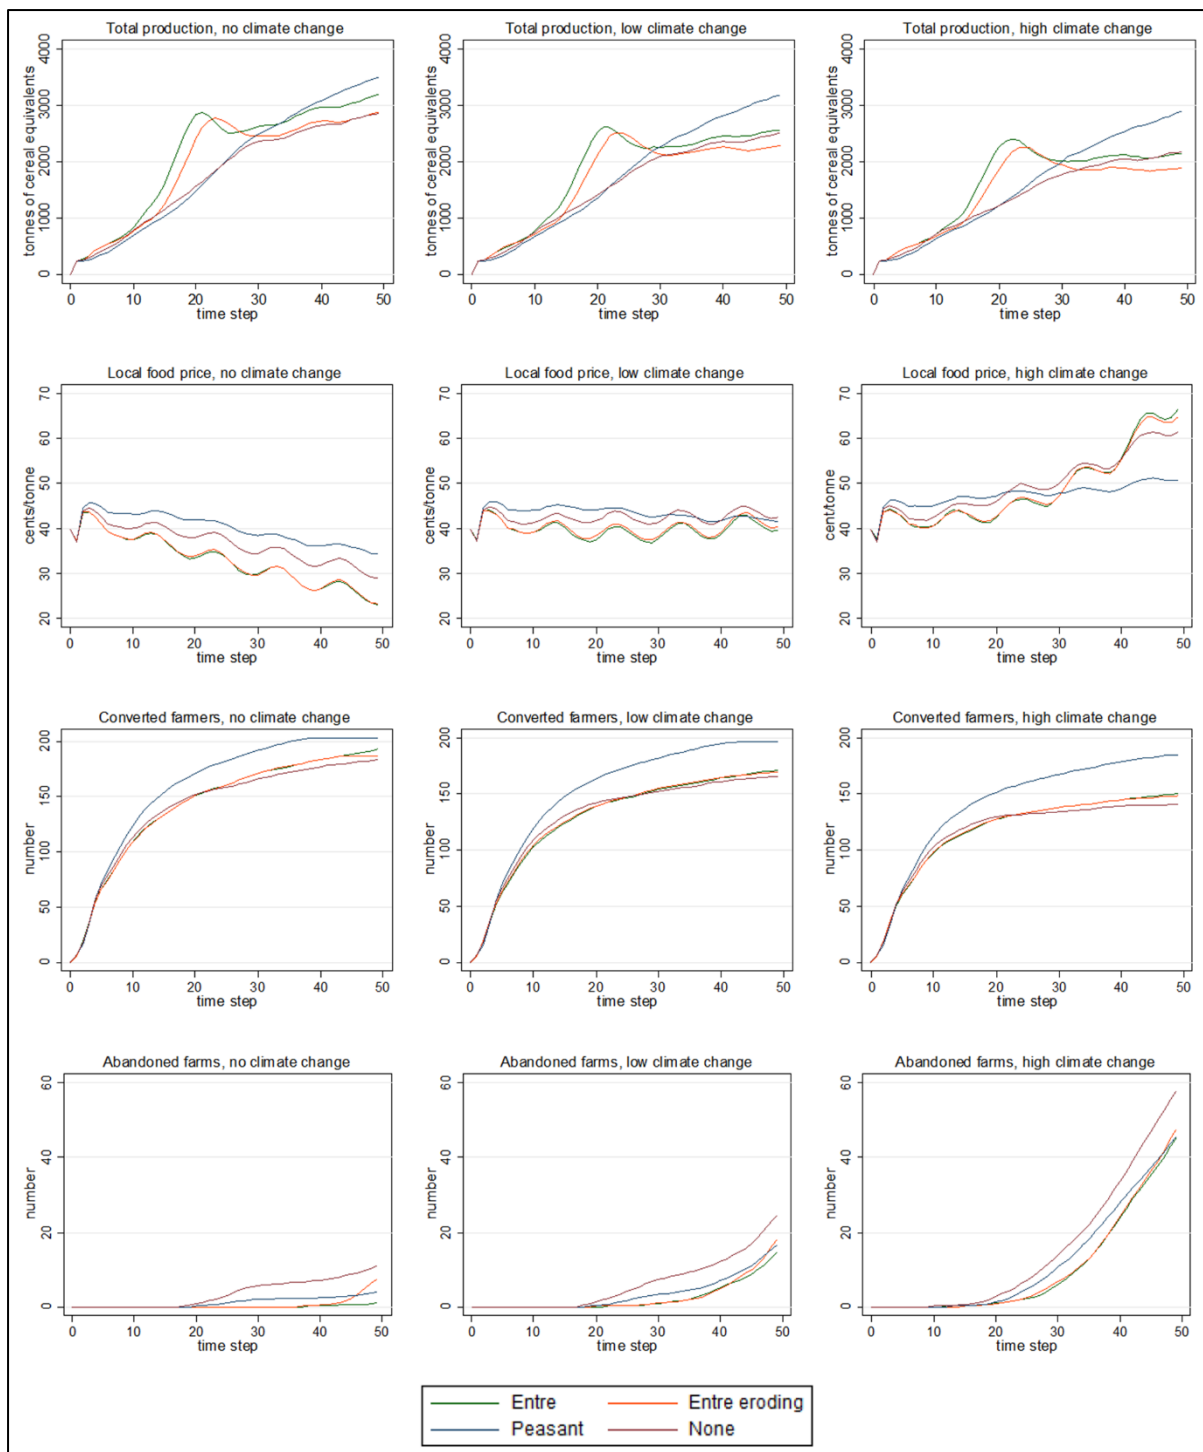 Total production, no climate change
Total production, low climate change
Total production, high climate change
tonnes of cereal equivalents
0 1000 2000 3000 4000
0 10 20 30 40 50
time step
tonnes of cereal equivalents
0 1000 2000 3000 4000
0 10 20 30 40 50
time step
tonnes of cereal equivalents
0 1000 2000 3000 4000
0 10 20 30 40 50
time step
Local food price, no climate change
Local food price, low climate change
Local food price, high climate change
cents/tonne
20 30 40 50 60 70
0 10 20 30 40 50
time step
cents/tonne
20 30 40 50 60 70
0 10 20 30 40 50
time step
cent/tonne
20 30 40 50 60 70
0 10 20 30 40 50
time step
Converted farmers, no climate change
Converted farmers, low climate change
Converted farmers, high climate change
number
0 50 100 150 200
0 10 20 30 40 50
time step
number
0 50 100 150 200
0 10 20 30 40 50
time step
number
0 50 100 150 200
0 10 20 30 40 50
time step
Abandoned farms, no climate change
Abandoned farms, low climate change
Abandoned farms, high climate change
number
0 20 40 60
0 10 20 30 40 50
time step
number
0 20 40 60
0 10 20 30 40 50
time step
number
0 20 40 60
0 10 20 30 40 50
time step
Entre
Entre eroding
Peasant
None